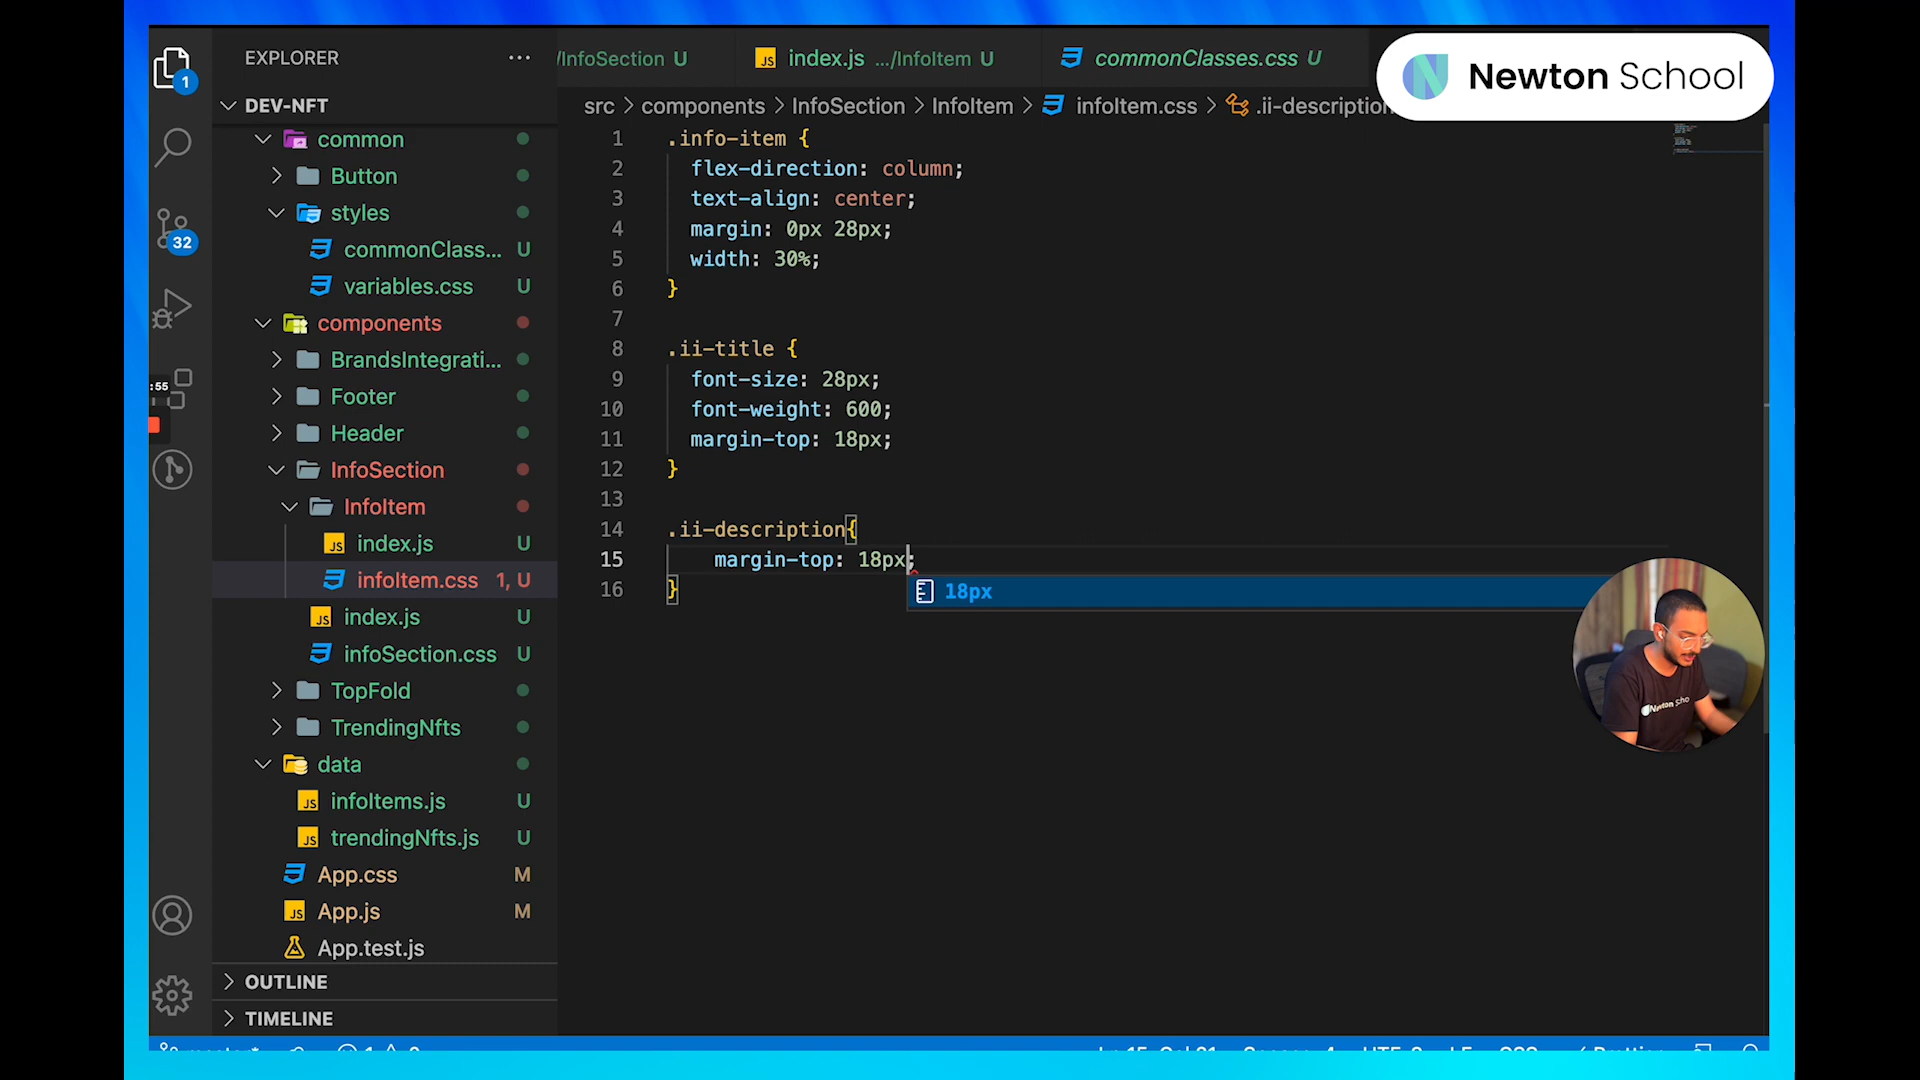 EXPLORER
/InfoSection U
index.js .../InfoItem U
commonClasses.css U
Newton School
DEV-NFT
src > components > InfoSection > InfoItem > infoItem.css > .ii-description
common
Button
styles
commonClass... U
variables.css U
components
BrandsIntegrati...
Footer
Header
InfoSection
InfoItem
index.js U
infoItem.css 1, U
index.js U
infoSection.css U
TopFold
TrendingNfts
data
infoItems.js U
trendingNfts.js U
App.css M
App.js M
App.test.js
OUTLINE
TIMELINE
1
32
:55
1 .info-item {
2 flex-direction: column;
3 text-align: center;
4 margin: 0px 28px;
5 width: 30%;
6 }
7
8 .ii-title {
9 font-size: 28px;
10 font-weight: 600;
11 margin-top: 18px;
12 }
13
14 .ii-description{
15 margin-top: 18px;
16 }
18px